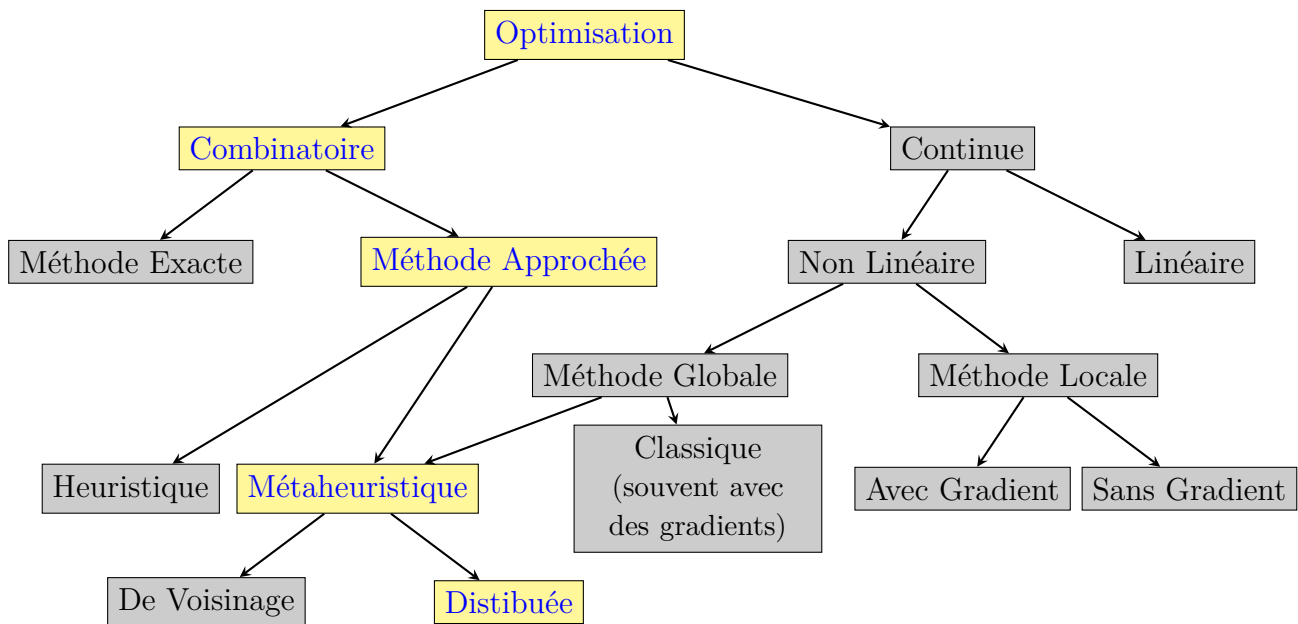 Optimisation
Combinatoire
Continue
Méthode Exacte
Méthode Approchée
Non Linéaire
Linéaire
Méthode Globale
Méthode Locale
Heuristique
Métaheuristique
Classique
(souvent avec
des gradients)
Avec Gradient
Sans Gradient
De Voisinage
Distibuée